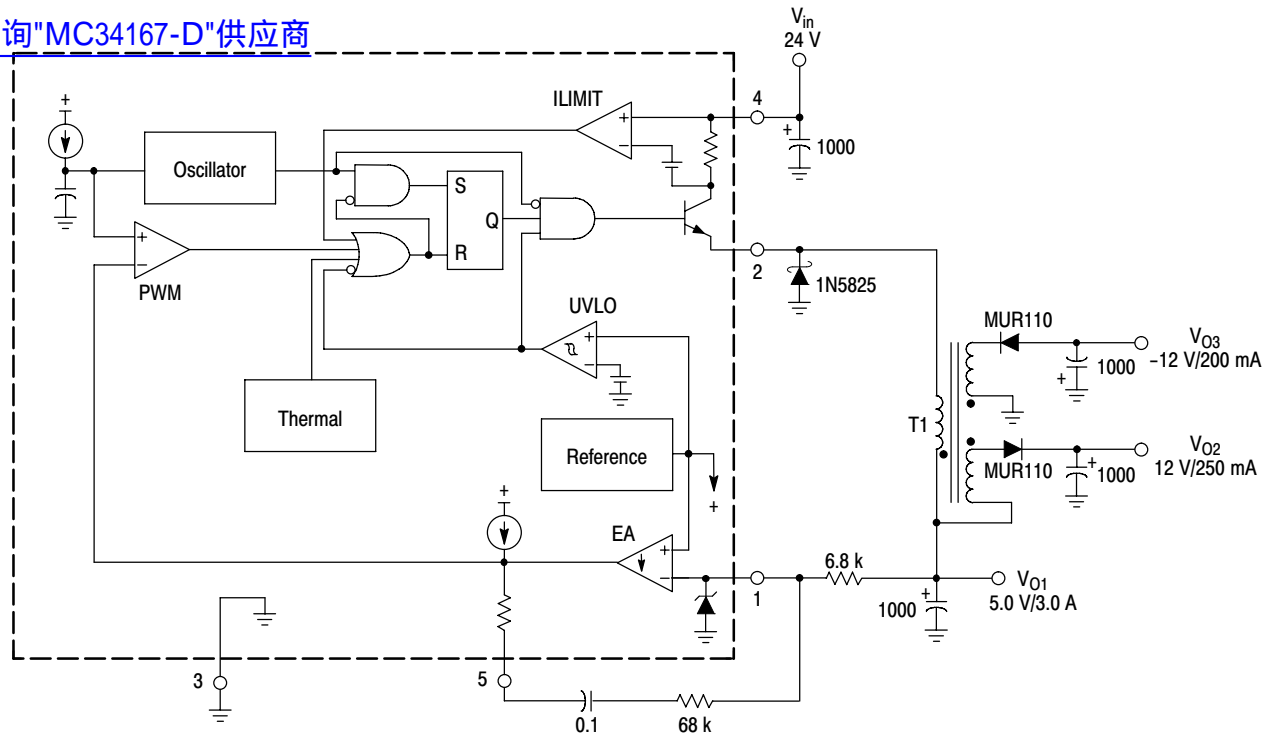 询"MC34167-D"供应商
Vin
24 V
ILIMIT
4
+
+
−
+
1000
Oscillator
S
Q
R
+
−
PWM
2
1N5825
UVLO
+
−
MUR110
VO3
−12 V/200 mA
1000
+
Thermal
T1
Reference
+
VO2
12 V/250 mA
MUR110
+
1000
+
EA
+
−
1
6.8 k
VO1
5.0 V/3.0 A
+
1000
3
5
0.1
68 k